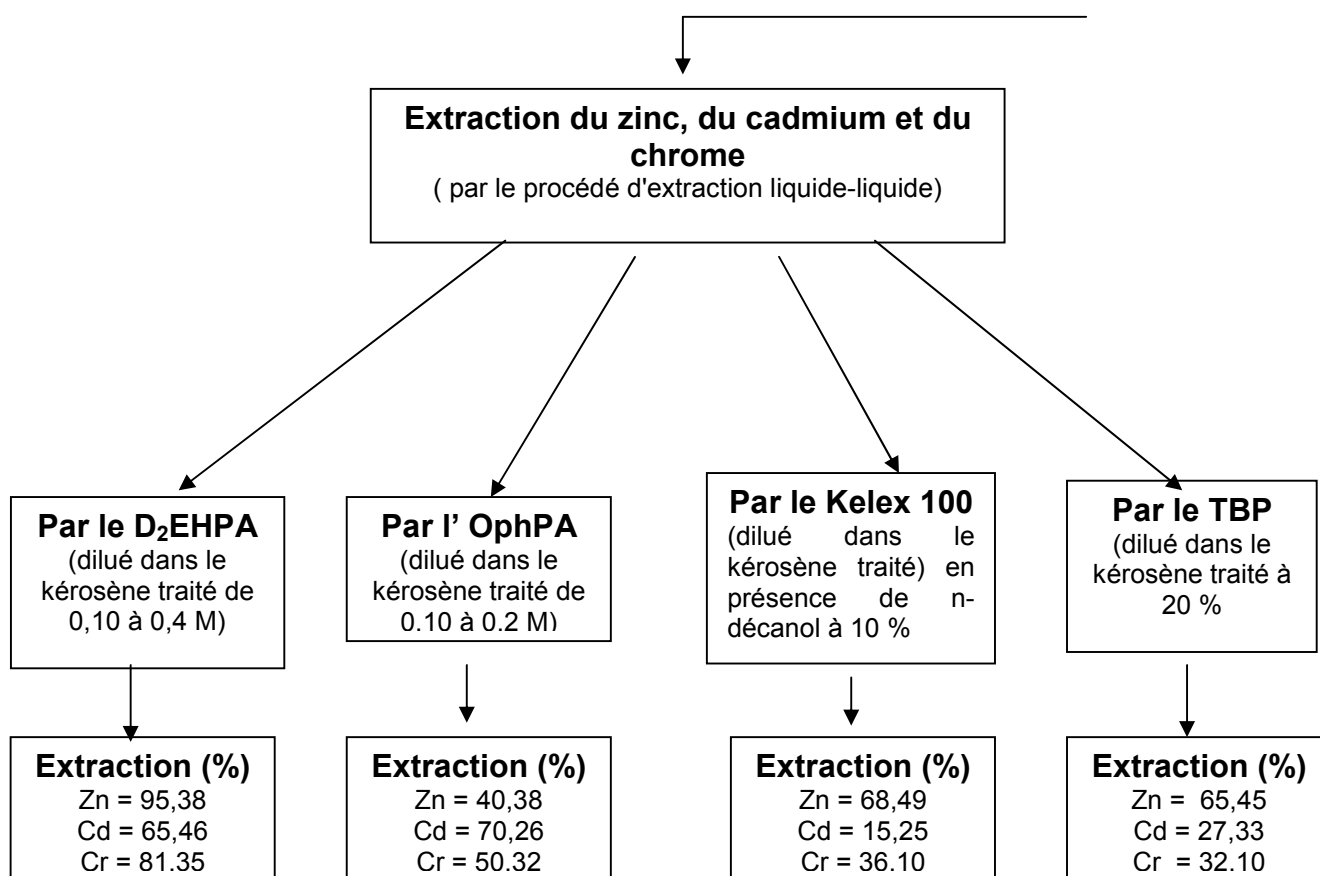 Extraction du zinc, du cadmium et du
chrome
( par le procédé d'extraction liquide-liquide)
Par le D₂EHPA
(dilué dans le
kérosène traité de
0,10 à 0,4 M)
Par l’ OphPA
(dilué dans le
kérosène traité de
0.10 à 0.2 M)
Par le Kelex 100
(dilué dans le
kérosène traité) en
présence de n-
décanol à 10 %
Par le TBP
(dilué dans le
kérosène traité à
20 %
Extraction (%)
Zn = 95,38
Cd = 65,46
Cr = 81,35
Extraction (%)
Zn = 40,38
Cd = 70,26
Cr = 50,32
Extraction (%)
Zn = 68,49
Cd = 15,25
Cr = 36,10
Extraction (%)
Zn = 65,45
Cd = 27,33
Cr = 32,10